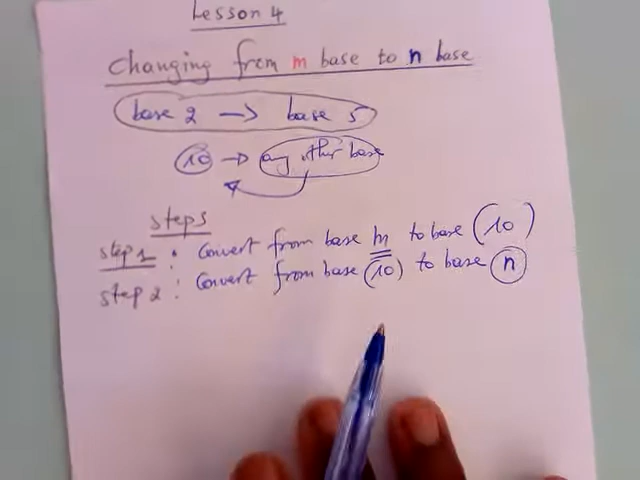 Lesson 4
Changing from m base to n base
base 2 → base 5
10 → any other base
steps
step 1 : Convert from base m to base (10)
step 2 : Convert from base (10) to base n